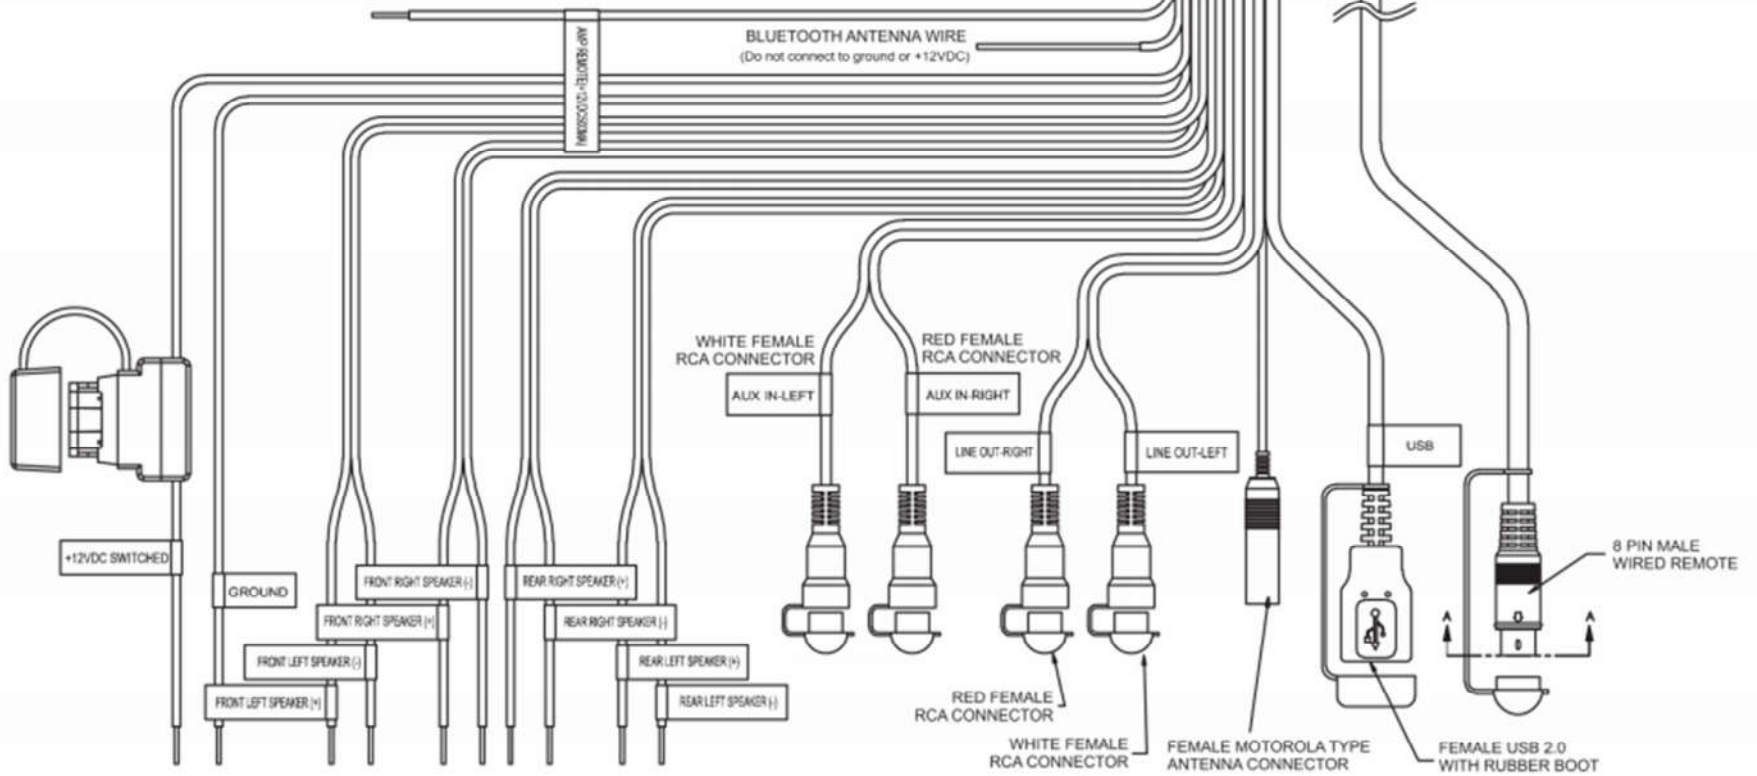 BLUETOOTH ANTENNA WIRE
(Do not connect to ground or +12VDC)
WHITE FEMALE
RCA CONNECTOR
RED FEMALE
RCA CONNECTOR
AUX IN-LEFT
AUX IN-RIGHT
LINE OUT-RIGHT
LINE OUT-LEFT
USB
+12VDC SWITCHED
GROUND
FRONT RIGHT SPEAKER (-)
REAR RIGHT SPEAKER (+)
FRONT RIGHT SPEAKER (+)
REAR RIGHT SPEAKER (-)
FRONT LEFT SPEAKER (-)
REAR LEFT SPEAKER (+)
FRONT LEFT SPEAKER (+)
REAR LEFT SPEAKER (-)
8 PIN MALE
WIRED REMOTE
A
A
RED FEMALE
RCA CONNECTOR
WHITE FEMALE
RCA CONNECTOR
FEMALE MOTOROLA TYPE
ANTENNA CONNECTOR
FEMALE USB 2.0
WITH RUBBER BOOT
AMP REMOTE